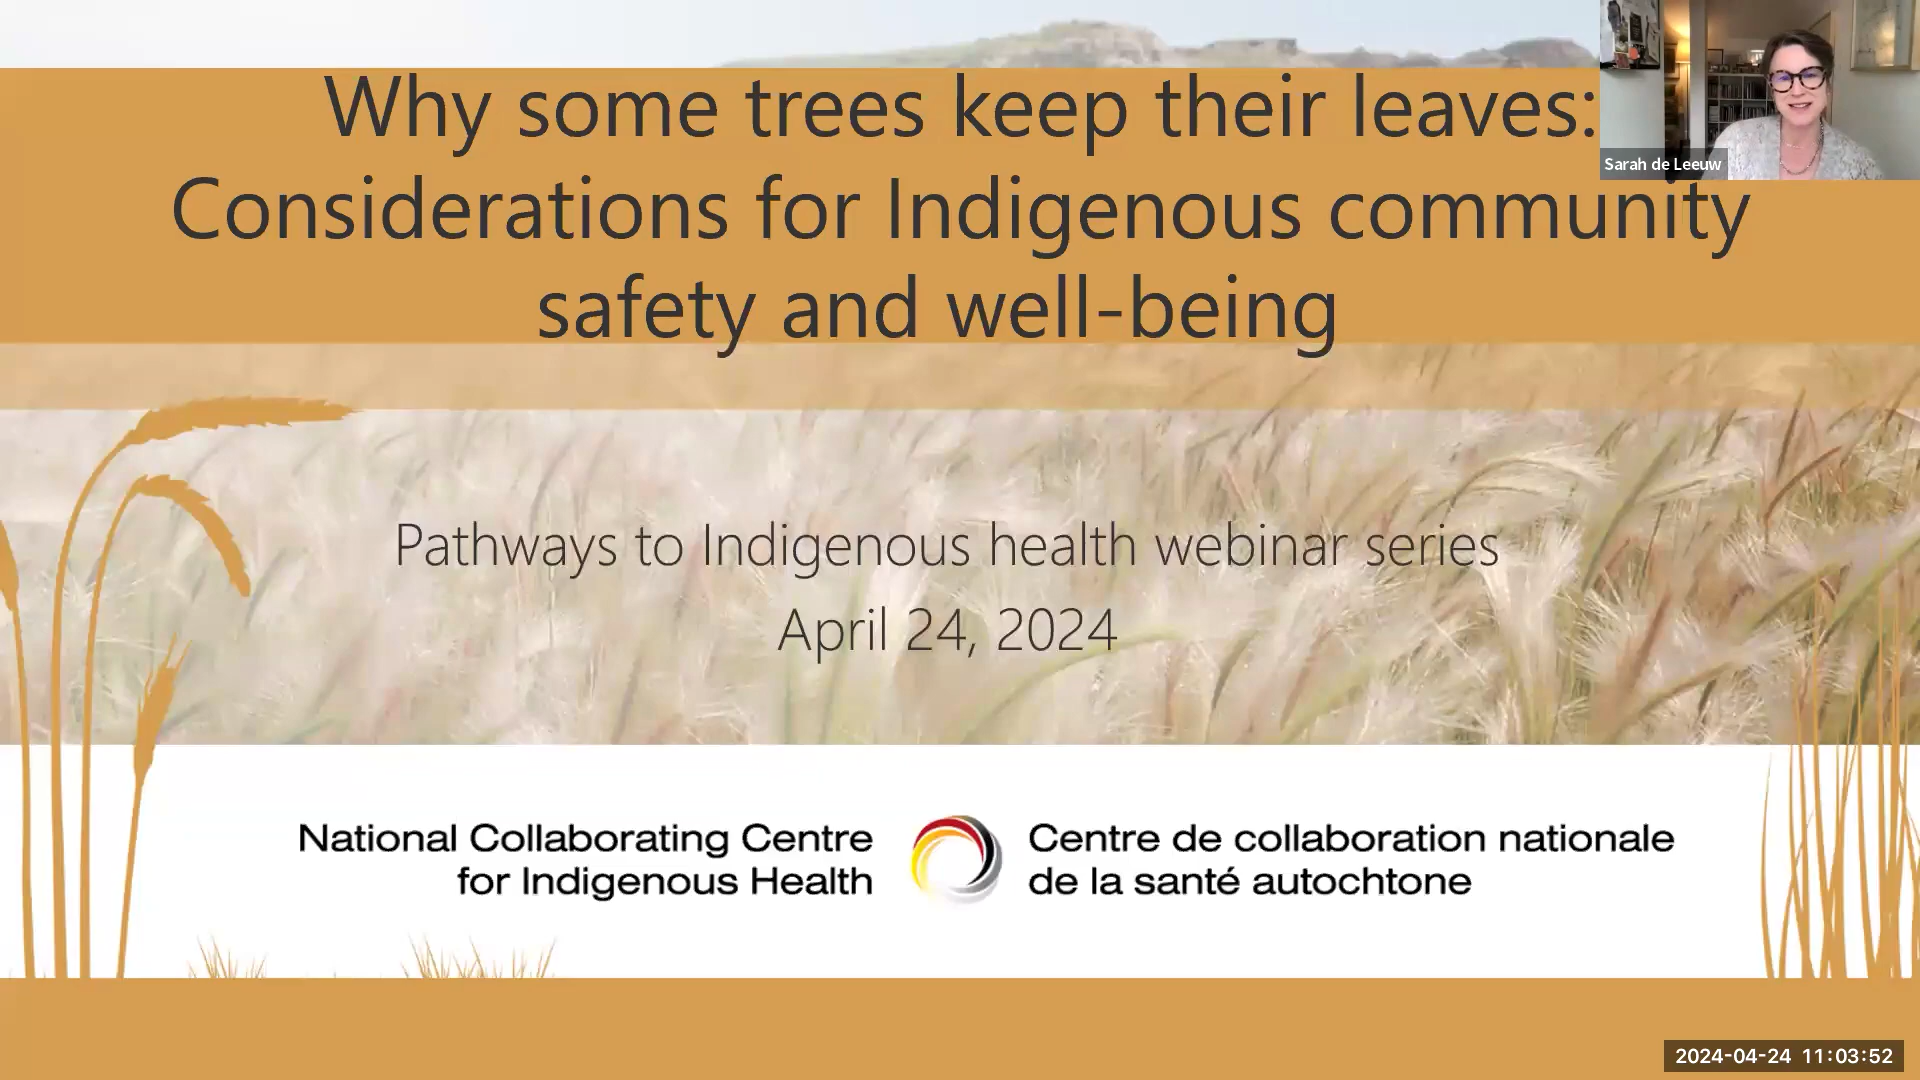 Why some trees keep their leaves:
Considerations for Indigenous community
safety and well-being
Sarah de Leeuw
Pathways to Indigenous health webinar series
April 24, 2024
National Collaborating Centre
for Indigenous Health
Centre de collaboration nationale
de la santé autochtone
2024-04-24 11:03:52